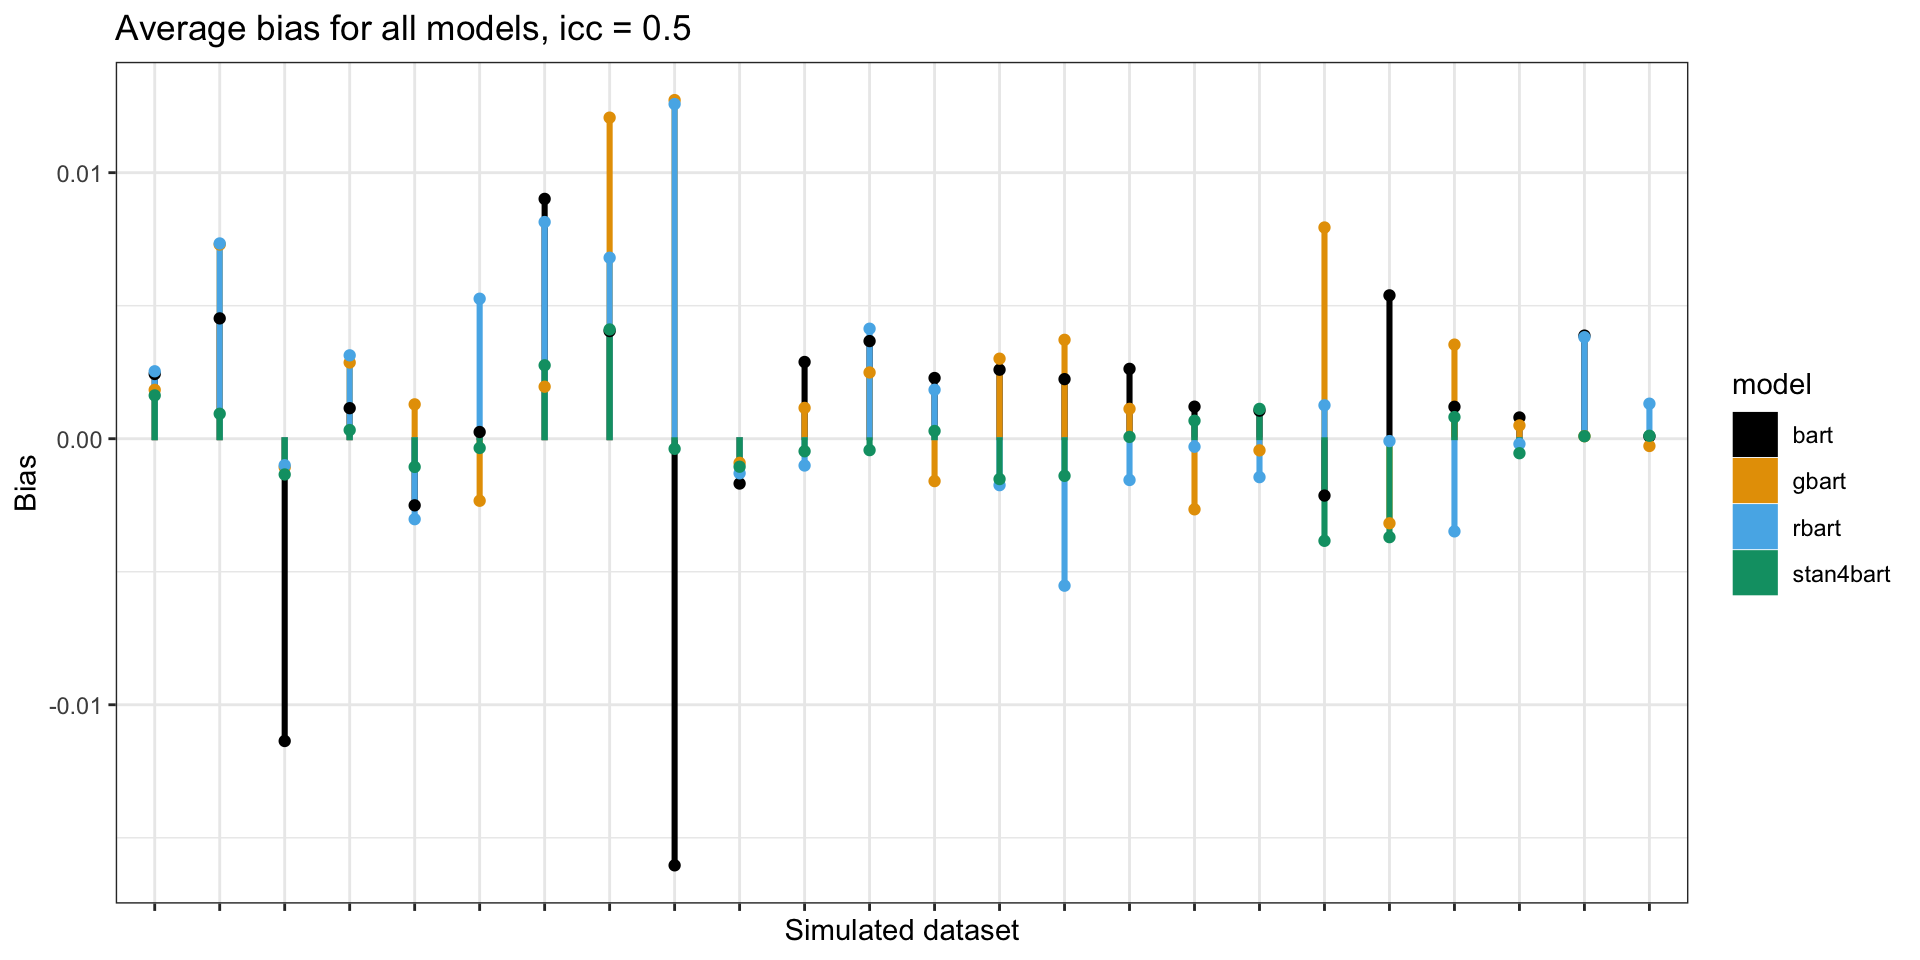 Average bias for all models, icc = 0.5
0.01
0.00
-0.01
Bias
Simulated dataset
model
bart
gbart
rbart
stan4bart